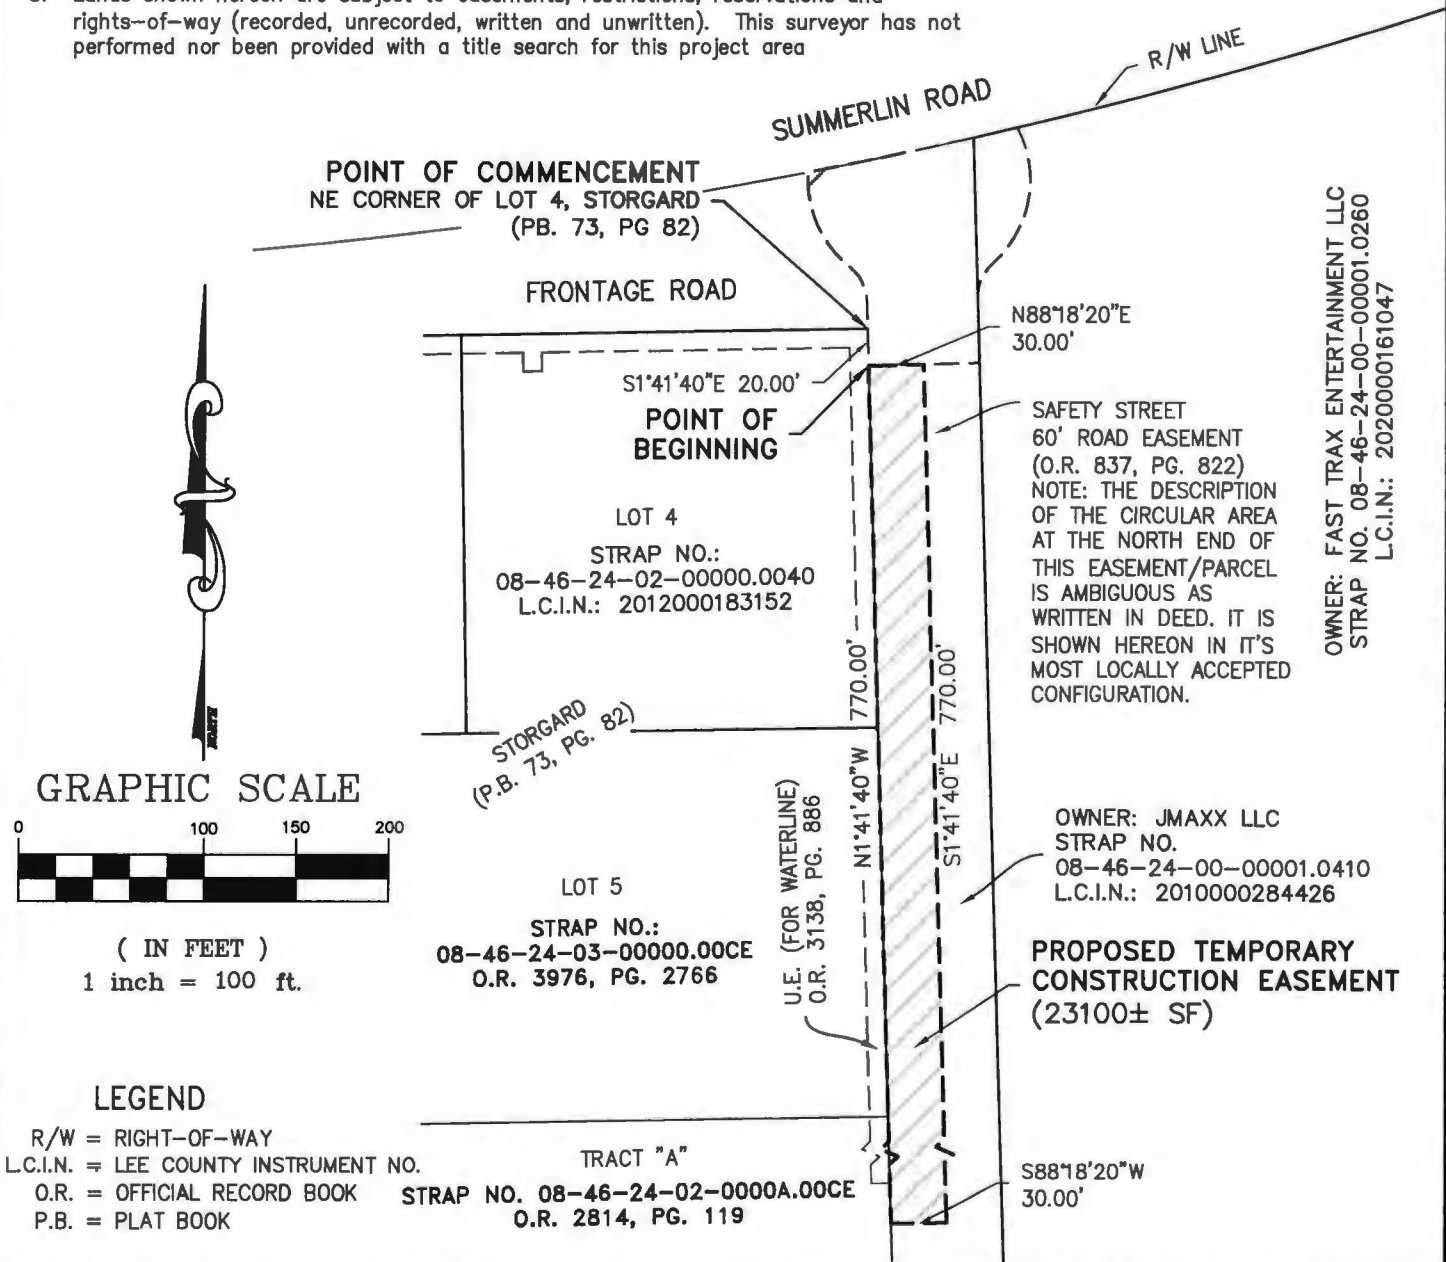 rights-of-way (recorded, unrecorded, written and unwritten). This surveyor has not
performed nor been provided with a title search for this project area
R/W LINE
SUMMERLIN ROAD
POINT OF COMMENCEMENT
NE CORNER OF LOT 4, STORGARD
(PB. 73, PG 82)
FRONTAGE ROAD
N88°18'20"E
30.00'
S1°41'40"E 20.00'
POINT OF
BEGINNING
SAFETY STREET
60' ROAD EASEMENT
(O.R. 837, PG. 822)
NOTE: THE DESCRIPTION
OF THE CIRCULAR AREA
AT THE NORTH END OF
THIS EASEMENT/PARCEL
IS AMBIGUOUS AS
WRITTEN IN DEED. IT IS
SHOWN HEREON IN IT'S
MOST LOCALLY ACCEPTED
CONFIGURATION.
OWNER: FAST TRAX ENTERTAINMENT LLC
STRAP NO. 08-46-24-00-00001.0260
L.C.I.N.: 2020000161047
LOT 4
STRAP NO.:
08-46-24-02-00000.0040
L.C.I.N.: 2012000183152
NORTH
STORGARD
(P.B. 73, PG. 82)
N1°41'40"W 770.00'
S1°41'40"E 770.00'
GRAPHIC SCALE
0 100 150 200
( IN FEET )
1 inch = 100 ft.
U.E. (FOR WATERLINE)
O.R. 3138, PG. 886
OWNER: JMAXX LLC
STRAP NO.
08-46-24-00-00001.0410
L.C.I.N.: 2010000284426
LOT 5
STRAP NO.:
08-46-24-03-00000.00CE
O.R. 3976, PG. 2766
PROPOSED TEMPORARY
CONSTRUCTION EASEMENT
(23100± SF)
LEGEND
R/W = RIGHT-OF-WAY
L.C.I.N. = LEE COUNTY INSTRUMENT NO.
O.R. = OFFICIAL RECORD BOOK
P.B. = PLAT BOOK
TRACT "A"
STRAP NO. 08-46-24-02-0000A.00CE
O.R. 2814, PG. 119
S88°18'20"W
30.00'